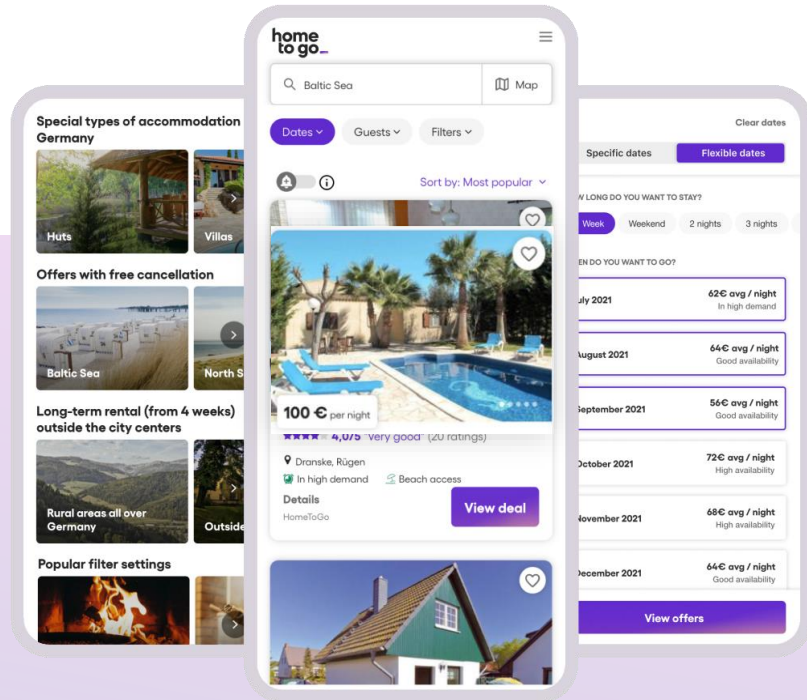 Special types of accommodation
Germany
Huts
Villas
Offers with free cancellation
Baltic Sea
North S
Long-term rental (from 4 weeks)
outside the city centers
Rural areas all over
Germany
Outside
Popular filter settings
home
to go_
Baltic Sea
Map
Dates
Guests
Filters
Sort by: Most popular
100 € per night
4,0/5 "Very good" (20 ratings)
Dranske, Rügen
In high demand
Beach access
Details
HomeToGo
View deal
Clear dates
Specific dates
Flexible dates
W LONG DO YOU WANT TO STAY?
Week
Weekend
2 nights
3 nights
EN DO YOU WANT TO GO?
uly 2021
62€ avg / night
In high demand
ugust 2021
64€ avg / night
Good availability
eptember 2021
56€ avg / night
Good availability
ctober 2021
72€ avg / night
High availability
ovember 2021
68€ avg / night
High availability
ecember 2021
64€ avg / night
Good availability
View offers